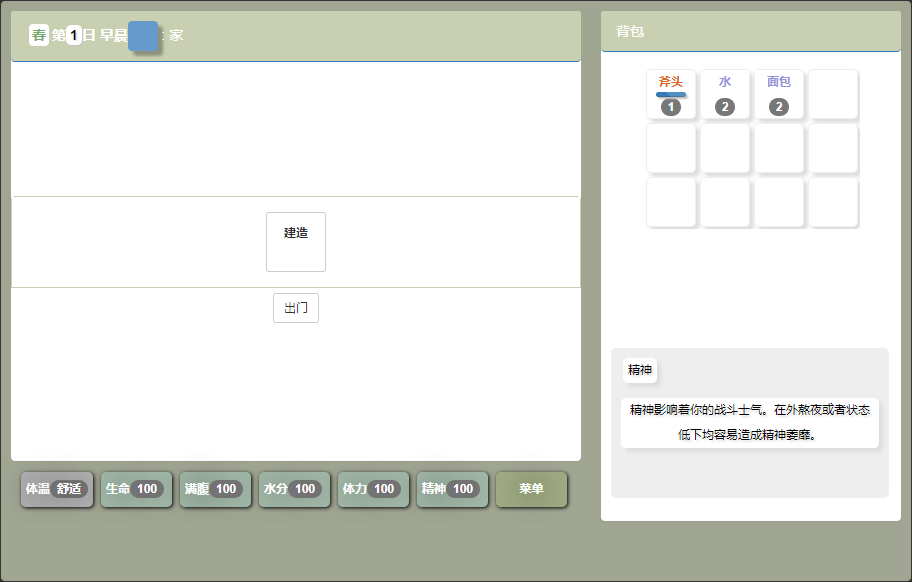 春 第 1 日 早晨 家
背包
斧头 水 面包
1 2 2
建造
出门
精神
精神影响着你的战斗士气。在外熬夜或者状态
低下均容易造成精神萎靡。
体温 舒适 生命 100 满腹 100 水分 100 体力 100 精神 100 菜单